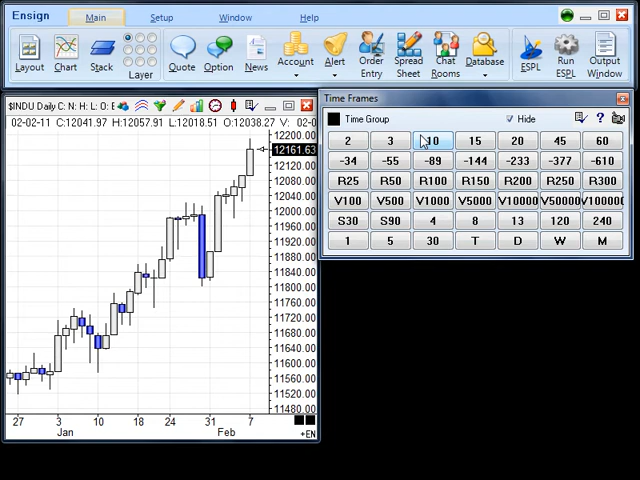 Ensign Main Setup Window Help
Layout Chart Stack Layer Quote Option News Account Alert Order Entry Spread Sheet Chat Rooms Database ESPL Run ESPL Output Window
$INDU Daily C: N: H: L: O: E
02-02-11 C:12041.97 H:12057.91 L:12018.51 O:12038.27 V: 02-0
12200.00
12161.63
12120.00
12080.00
12040.00
12000.00
11960.00
11920.00
11880.00
11840.00
11800.00
11760.00
11720.00
11680.00
11640.00
11600.00
11560.00
11520.00
11480.00
27 3 10 18 24 31 7
Jan Feb +EN
Time Frames
Time Group Hide
2 3 10 15 20 45 60
-34 -55 -89 -144 -233 -377 -610
R25 R50 R100 R150 R200 R250 R300
V100 V500 V1000 V5000 V10000 V50000 V100000
S30 S90 4 8 13 120 240
1 5 30 T D W M